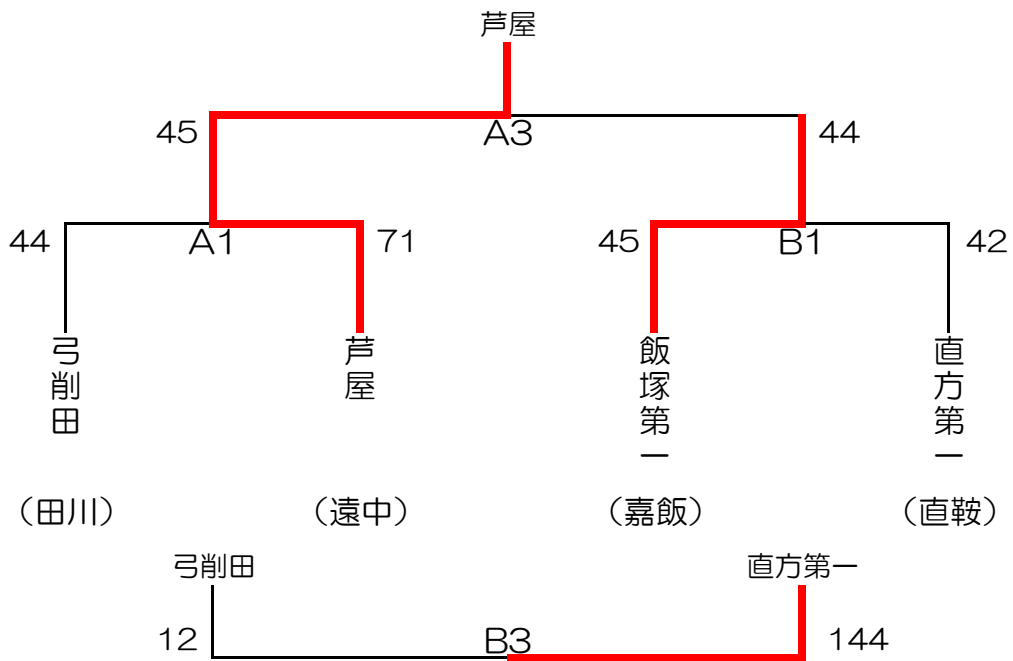 芦屋
45 A3 44
44 A1 71 45 B1 42
弓削田 芦屋 飯塚第一 直方第一
(田川) (遠中) (嘉飯) (直鞍)
弓削田 直方第一
12 B3 144